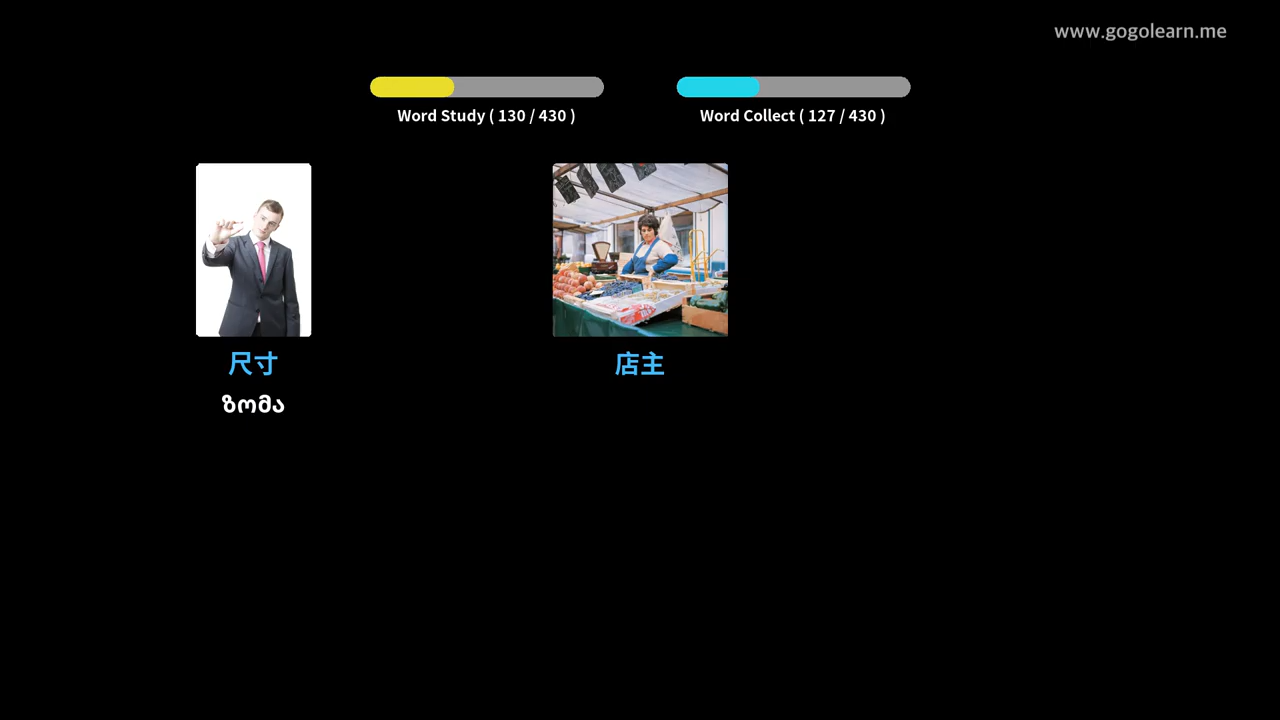 www.gogolearn.me
Word Study ( 130 / 430 )
Word Collect ( 127 / 430 )
尺寸
ზომა
店主